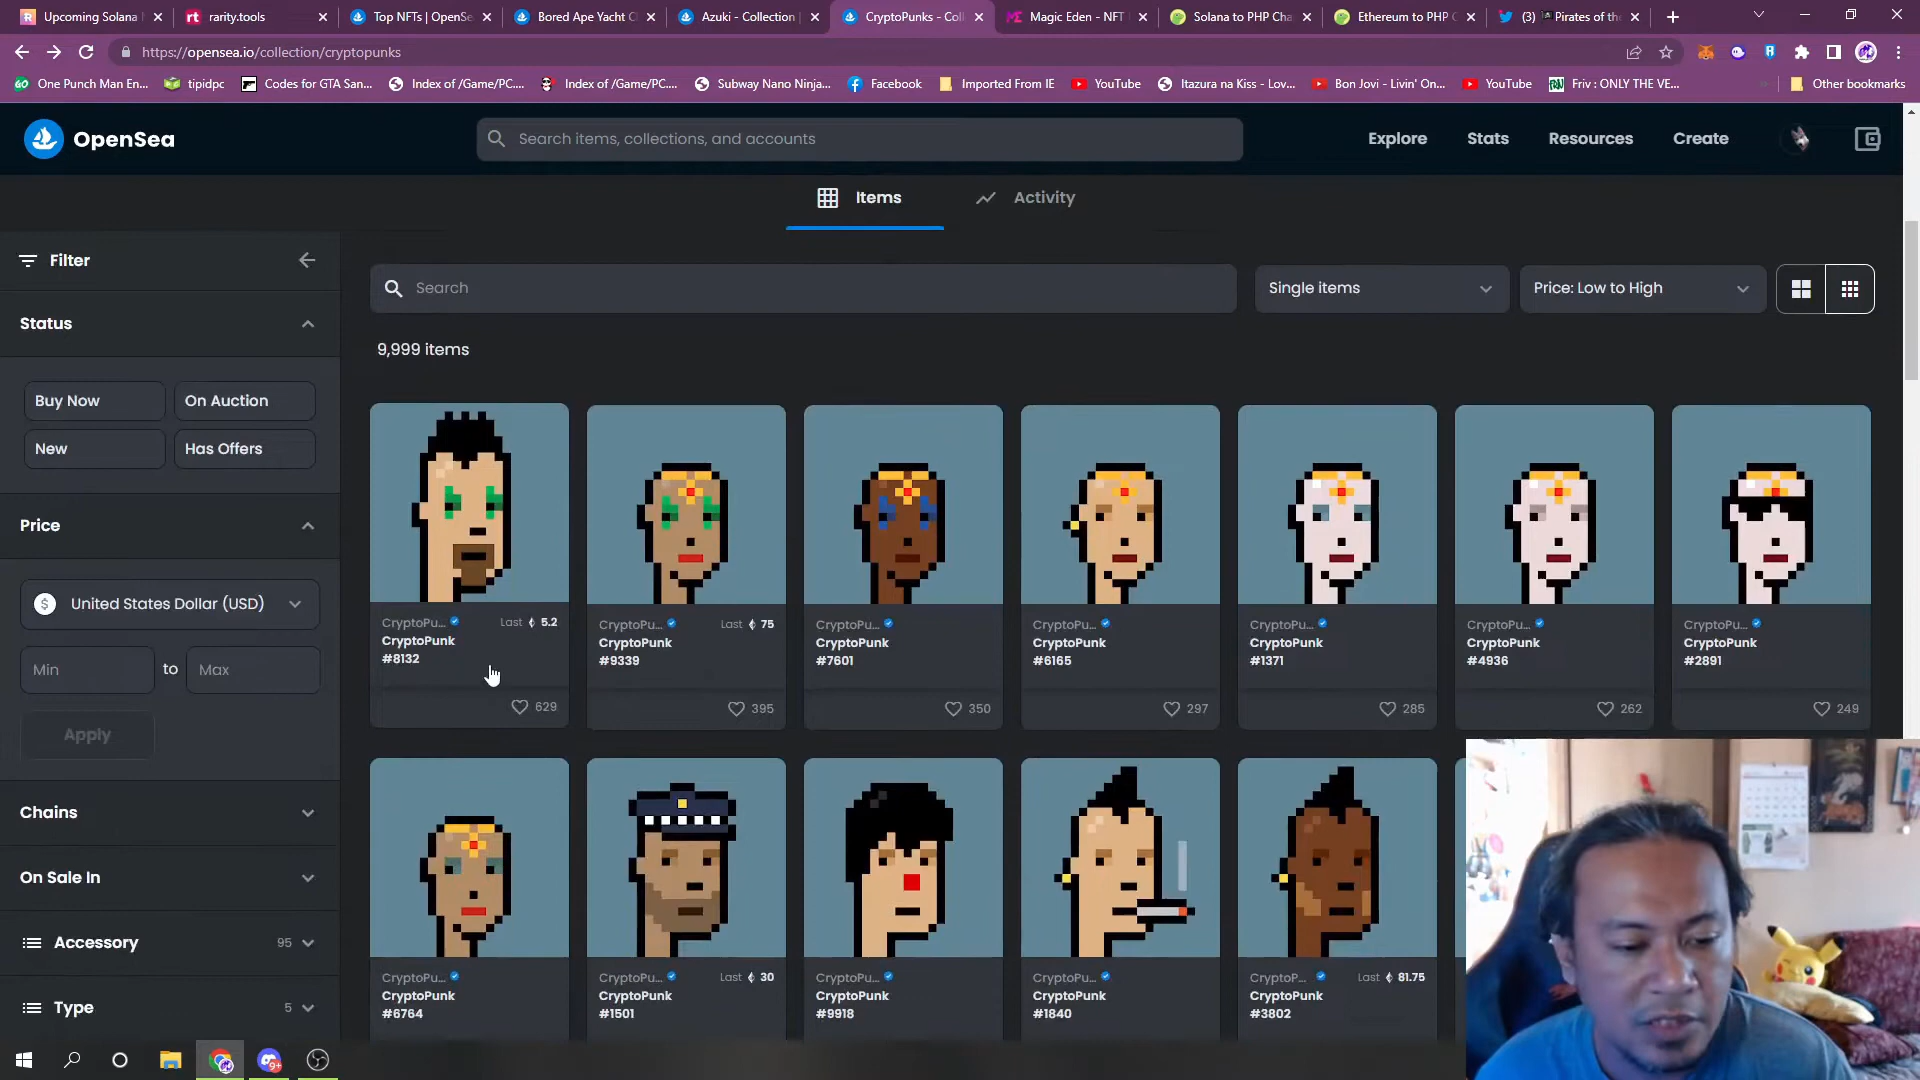 Upcoming Solana N
rarity.tools
Top NFTs | OpenSe
Bored Ape Yacht C
Azuki - Collection |
CryptoPunks - Coll
Magic Eden - NFT
Solana to PHP Cha
Ethereum to PHP C
(3) Pirates of th
https://opensea.io/collection/cryptopunks
One Punch Man En...
tipidpc
Codes for GTA San...
Index of /Game/PC....
Index of /Game/PC....
Subway Nano Ninja...
Facebook
Imported From IE
YouTube
Itazura na Kiss - Lov...
Bon Jovi - Livin' On...
YouTube
Friv : ONLY THE VE...
Other bookmarks
OpenSea
Search items, collections, and accounts
Explore
Stats
Resources
Create
Items
Activity
Filter
Search
Single items
Price: Low to High
Status
9,999 items
Buy Now
On Auction
New
Has Offers
Price
United States Dollar (USD)
Min
to
Max
Apply
Chains
On Sale In
Accessory
95
Type
5
CryptoPu...
Last 5.2
CryptoPunk
#8132
629
CryptoPu...
Last 75
CryptoPunk
#9339
395
CryptoPu...
CryptoPunk
#7601
350
CryptoPu...
CryptoPunk
#6165
297
CryptoPu...
CryptoPunk
#1371
285
CryptoPu...
CryptoPunk
#4936
262
CryptoPu...
CryptoPunk
#2891
249
CryptoPu...
CryptoPunk
#6764
CryptoPu...
Last 30
CryptoPunk
#1501
CryptoPu...
CryptoPunk
#9918
CryptoPu...
CryptoPunk
#1840
CryptoP...
Last 81.75
CryptoPunk
#3802
9+